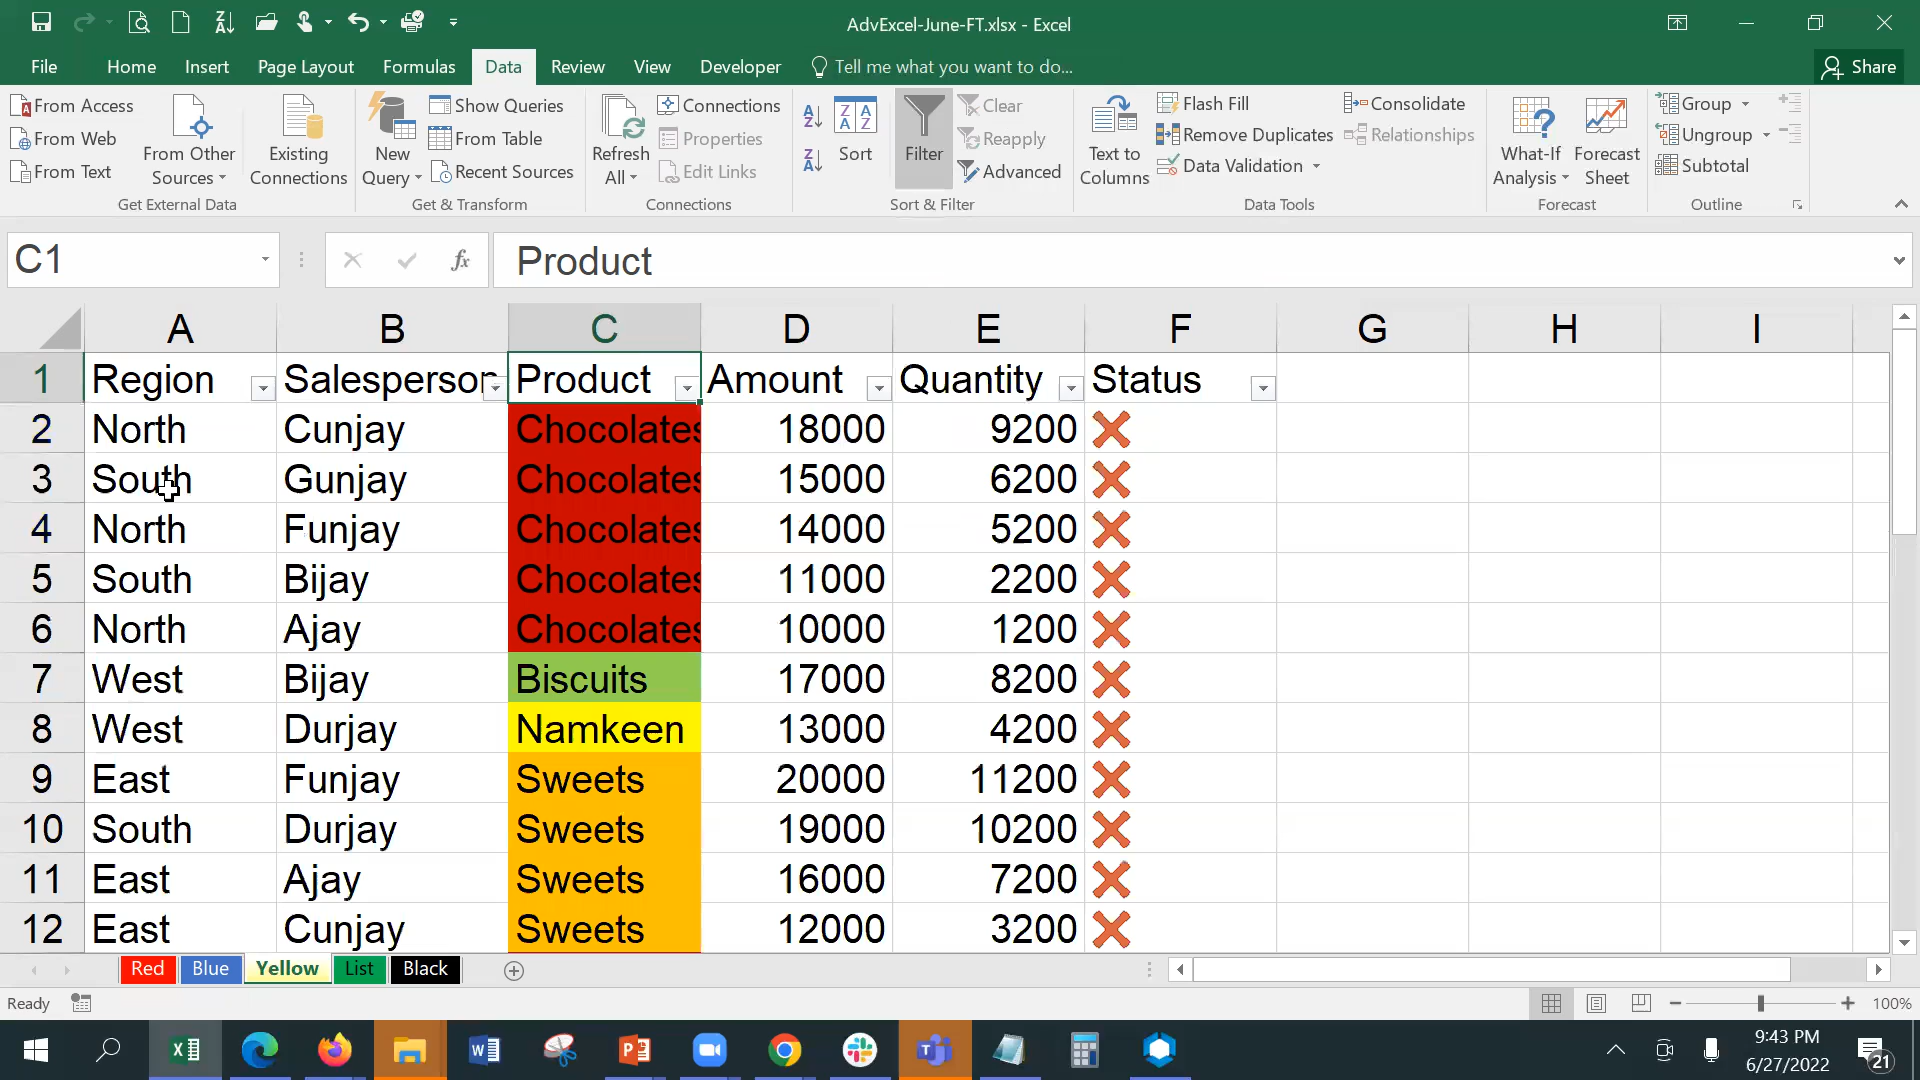 AdvExcel-June-FT.xlsx - Excel
File Home Insert Page Layout Formulas Data Review View Developer Tell me what you want to do... Share
From Access
From Web
From Text
From Other Sources
Existing Connections
Get External Data
New Query
Show Queries
From Table
Recent Sources
Get & Transform
Refresh All
Connections
Properties
Edit Links
Connections
Sort
Filter
Clear
Reapply
Advanced
Sort & Filter
Text to Columns
Flash Fill
Remove Duplicates
Data Validation
Consolidate
Relationships
Data Tools
What-If Analysis
Forecast Sheet
Forecast
Group
Ungroup
Subtotal
Outline
C1 fx Product
A B C D E F G H I
1 Region Salesperson Product Amount Quantity Status
2 North Cunjay Chocolates 18000 9200
3 South Gunjay Chocolates 15000 6200
4 North Funjay Chocolates 14000 5200
5 South Bijay Chocolates 11000 2200
6 North Ajay Chocolates 10000 1200
7 West Bijay Biscuits 17000 8200
8 West Durjay Namkeen 13000 4200
9 East Funjay Sweets 20000 11200
10 South Durjay Sweets 19000 10200
11 East Ajay Sweets 16000 7200
12 East Cunjay Sweets 12000 3200
Red Blue Yellow List Black
Ready 100%
9:43 PM
6/27/2022
21